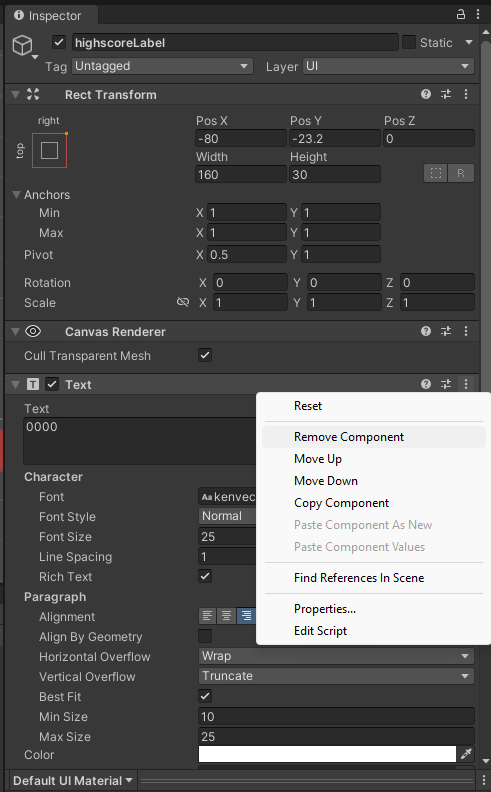 Inspector
highscoreLabel Static
Tag Untagged Layer UI
Rect Transform
right
top
Pos X Pos Y Pos Z
-80 -23.2 0
Width Height
160 30
R
Anchors
Min X 1 Y 1
Max X 1 Y 1
Pivot X 0.5 Y 1
Rotation X 0 Y 0 Z 0
Scale X 1 Y 1 Z 1
Canvas Renderer
Cull Transparent Mesh
T Text
Text
0000
Character
Font Aa kenvec
Font Style Normal
Font Size 25
Line Spacing 1
Rich Text
Paragraph
Alignment
Align By Geometry
Horizontal Overflow Wrap
Vertical Overflow Truncate
Best Fit
Min Size 10
Max Size 25
Color
Default UI Material
Reset
Remove Component
Move Up
Move Down
Copy Component
Paste Component As New
Paste Component Values
Find References In Scene
Properties...
Edit Script